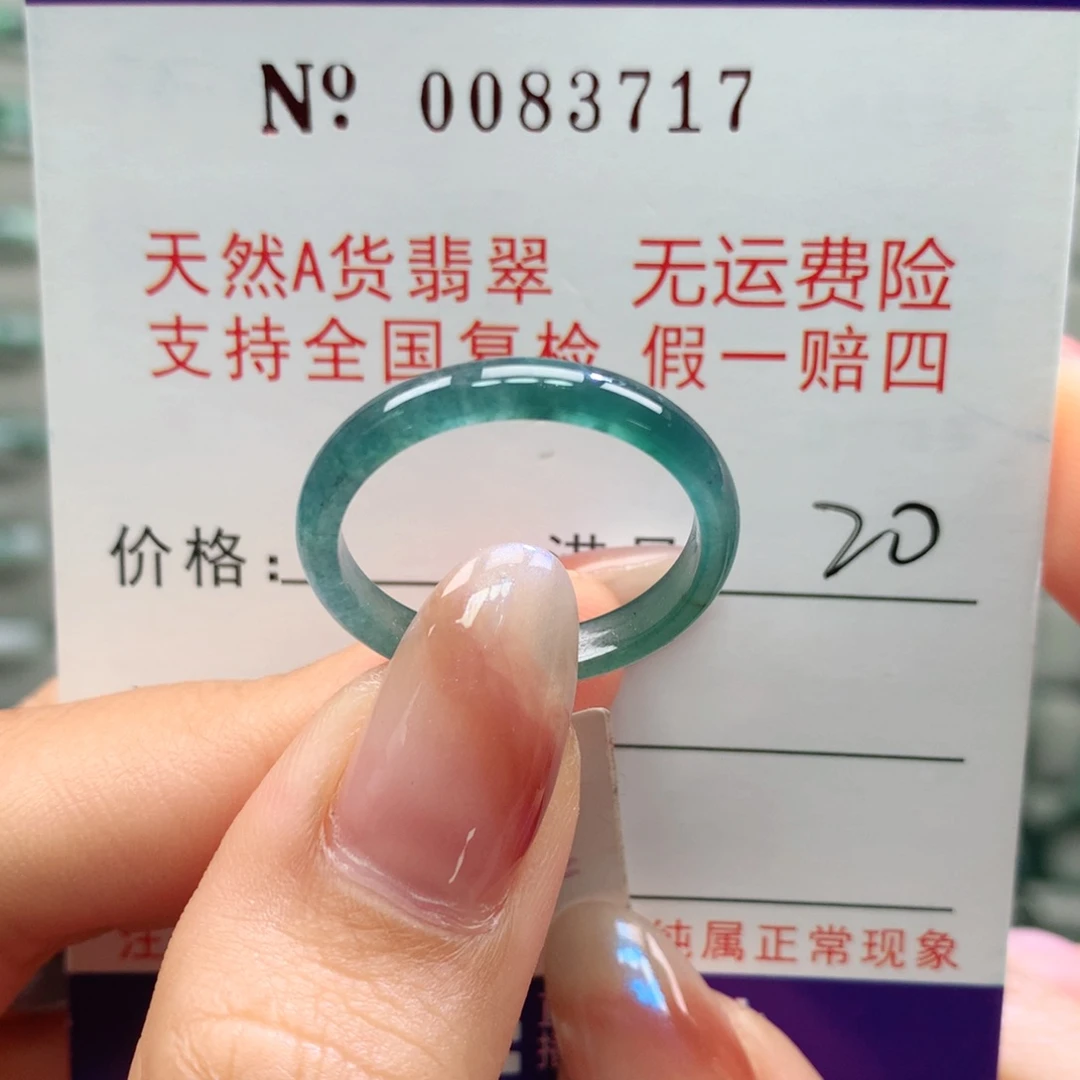 Nº 0083717
天然A货翡翠 无运费险
支持全国复检 假一赔四
价格: 20
注 纯属正常现象